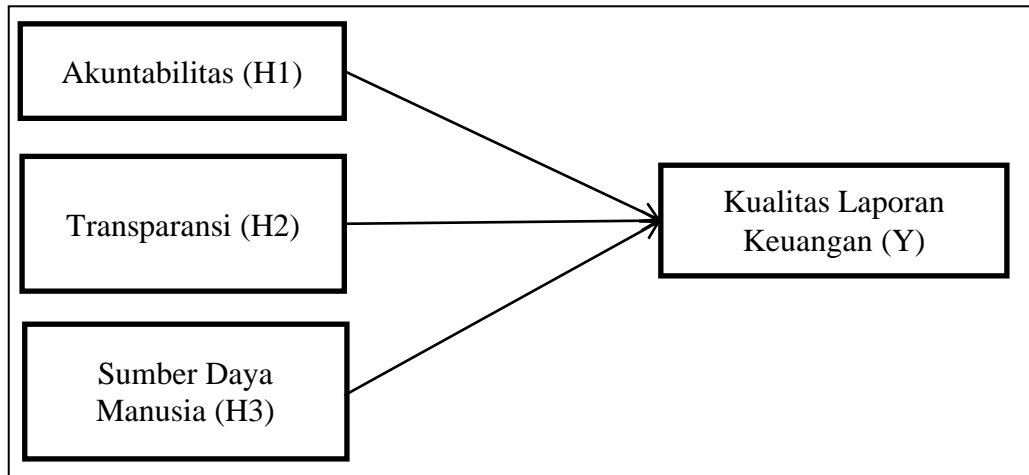 Akuntabilitas (H1)
Transparansi (H2)
Sumber Daya
Manusia (H3)
Kualitas Laporan
Keuangan (Y)